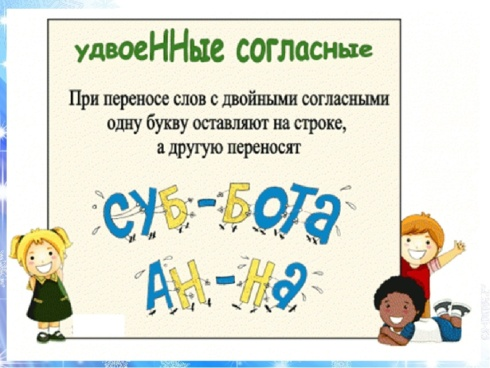 удвоеННые согласные
При переносе слов с двойными согласными
одну букву оставляют на строке,
а другую переносят
СУБ-БОТА
АН-НА